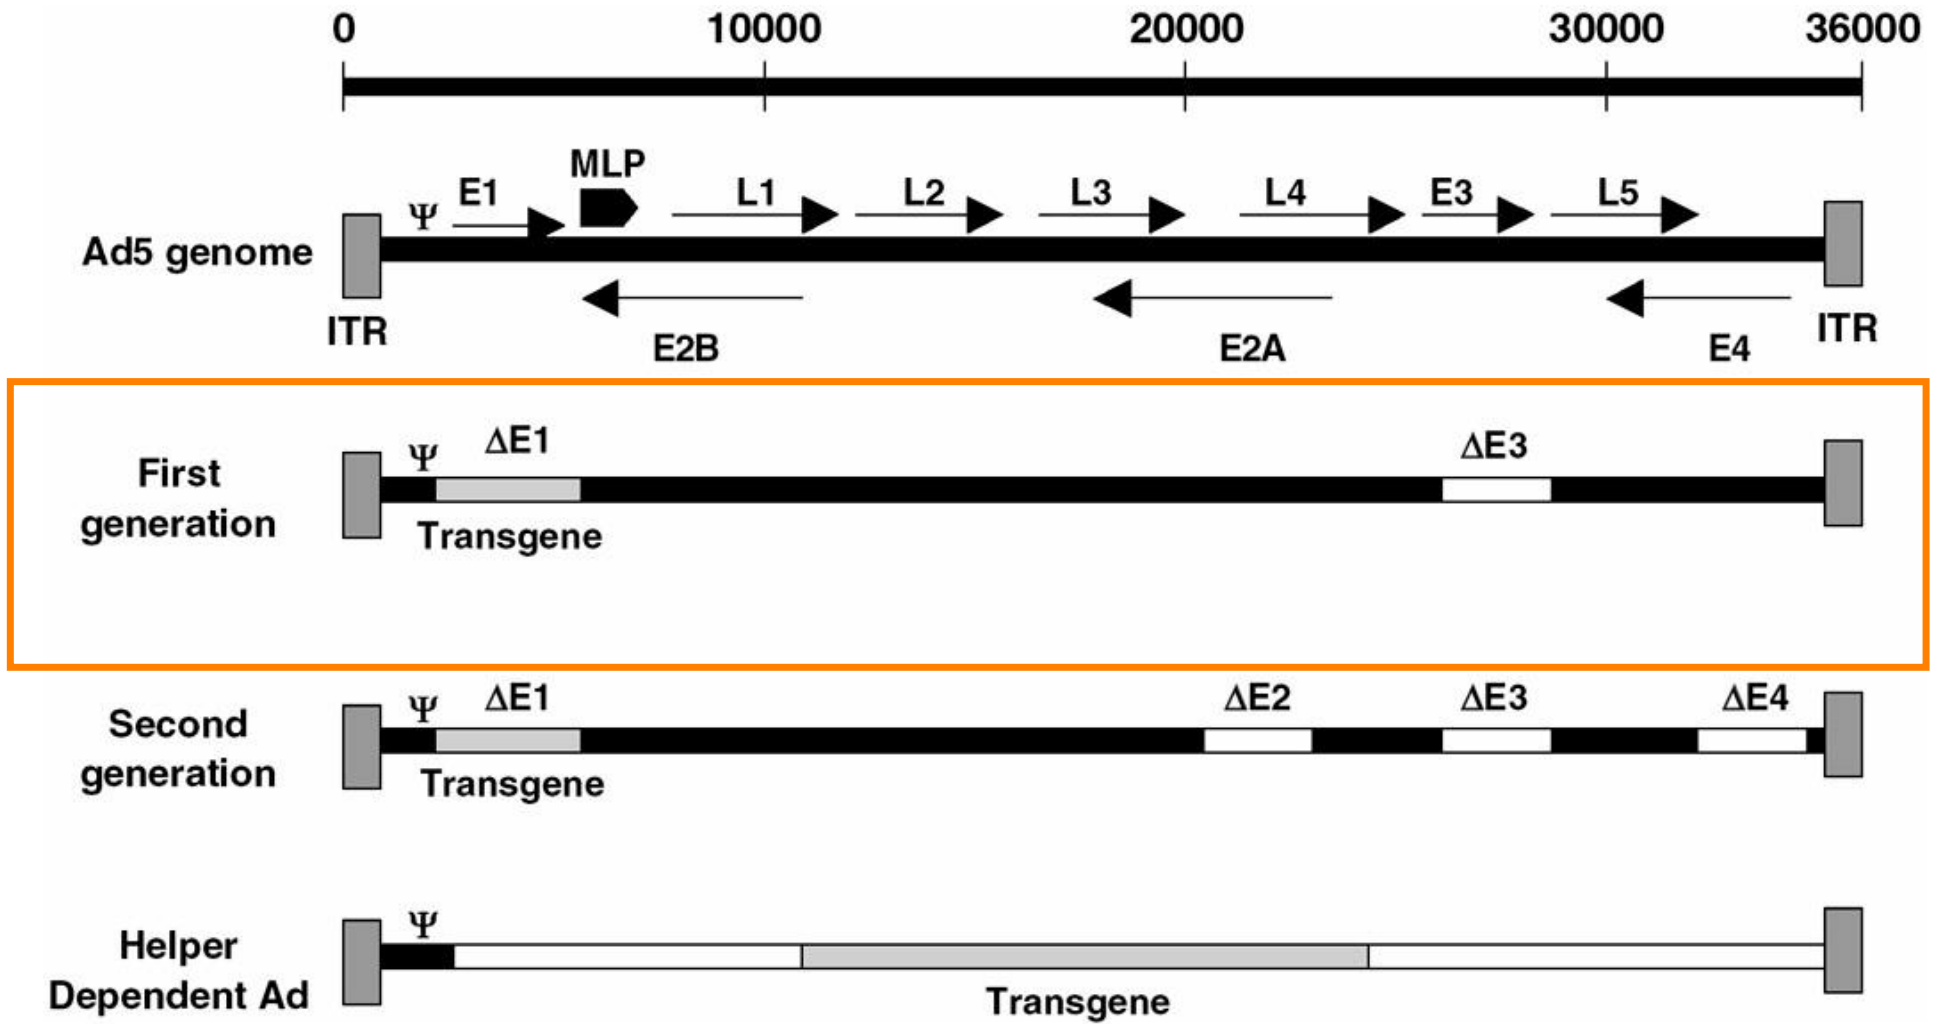 0 10000 20000 30000 36000
MLP
Ψ E1 L1 L2 L3 L4 E3 L5
Ad5 genome
ITR ITR
E2B E2A E4
Ψ ΔE1 ΔE3
First
generation
Transgene
Ψ ΔE1 ΔE2 ΔE3 ΔE4
Second
generation
Transgene
Ψ
Helper
Dependent Ad
Transgene